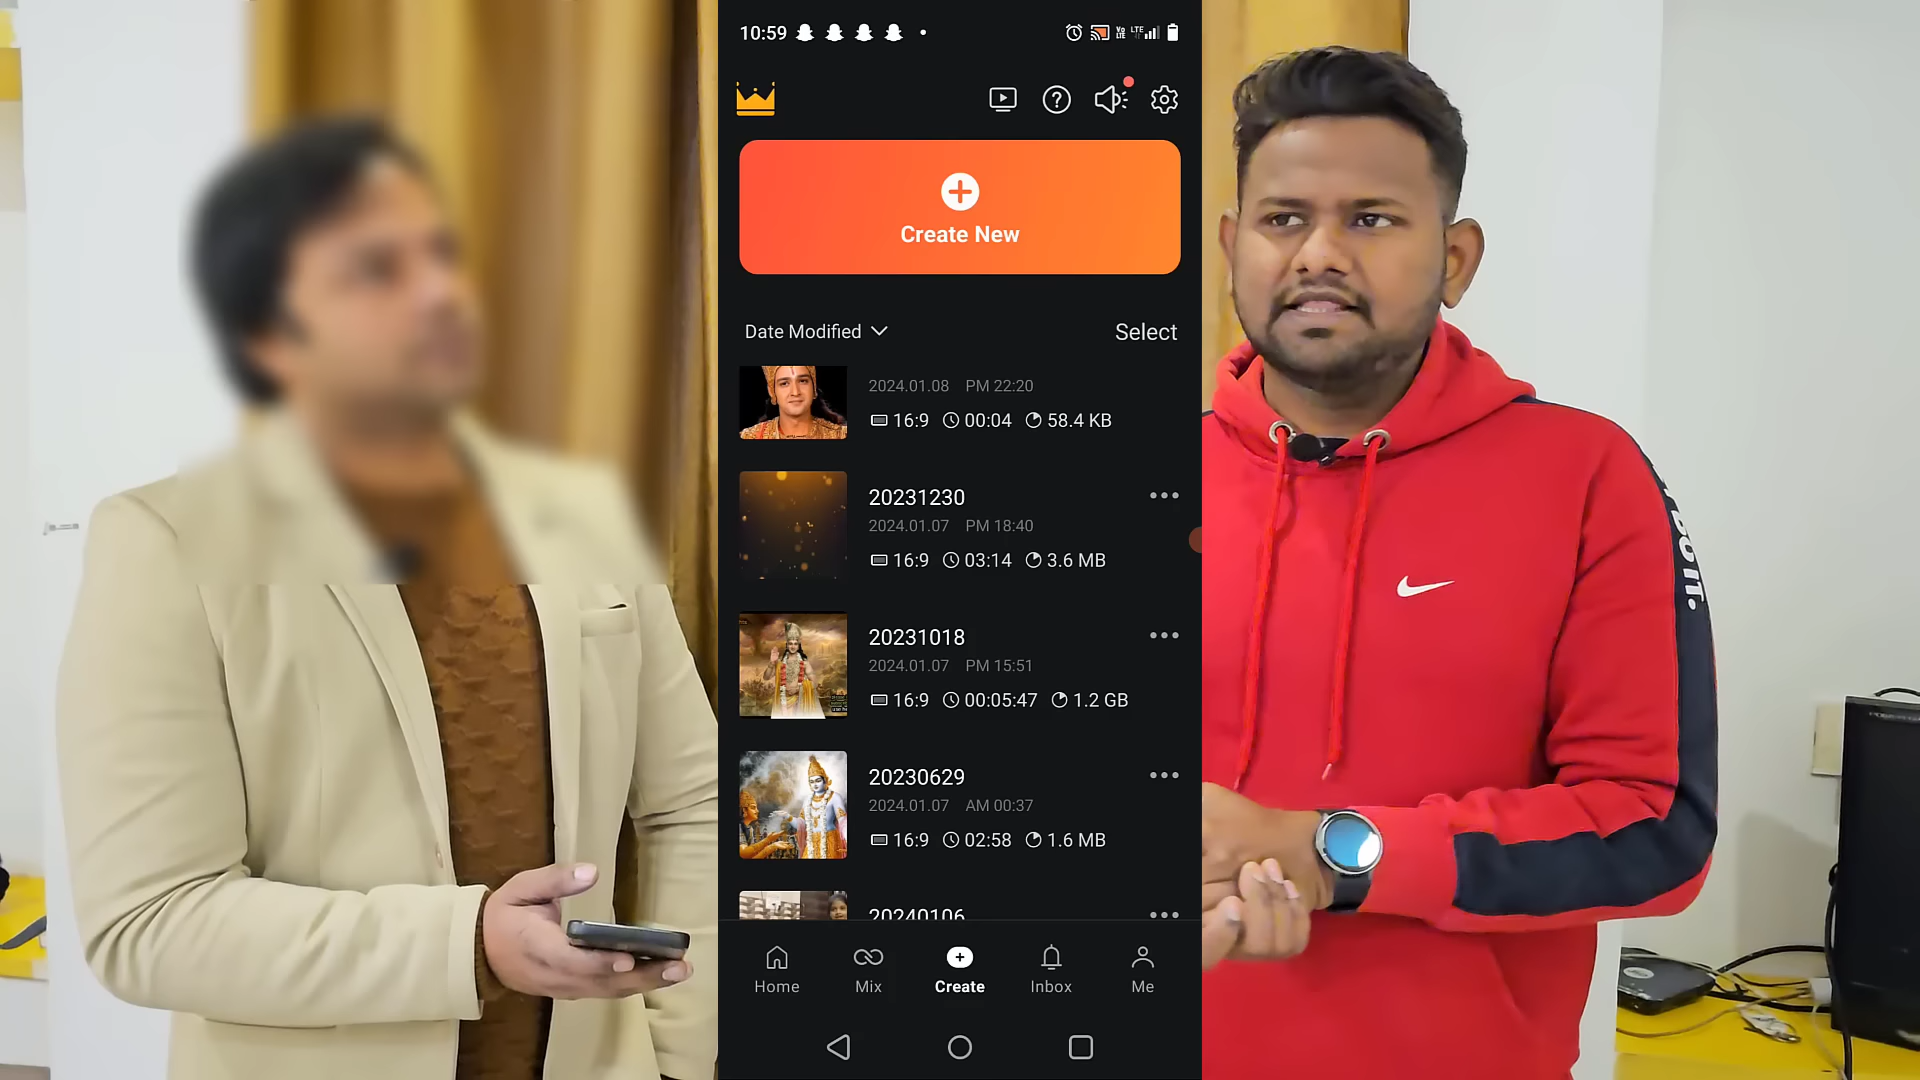 10:59
Create New
Date Modified
Select
2024.01.08 PM 22:20
16:9 00:04 58.4 KB
20231230
2024.01.07 PM 18:40
16:9 03:14 3.6 MB
20231018
2024.01.07 PM 15:51
16:9 00:05:47 1.2 GB
20230629
2024.01.07 AM 00:37
16:9 02:58 1.6 MB
20240106
Home
Mix
Create
Inbox
Me
DO IT.